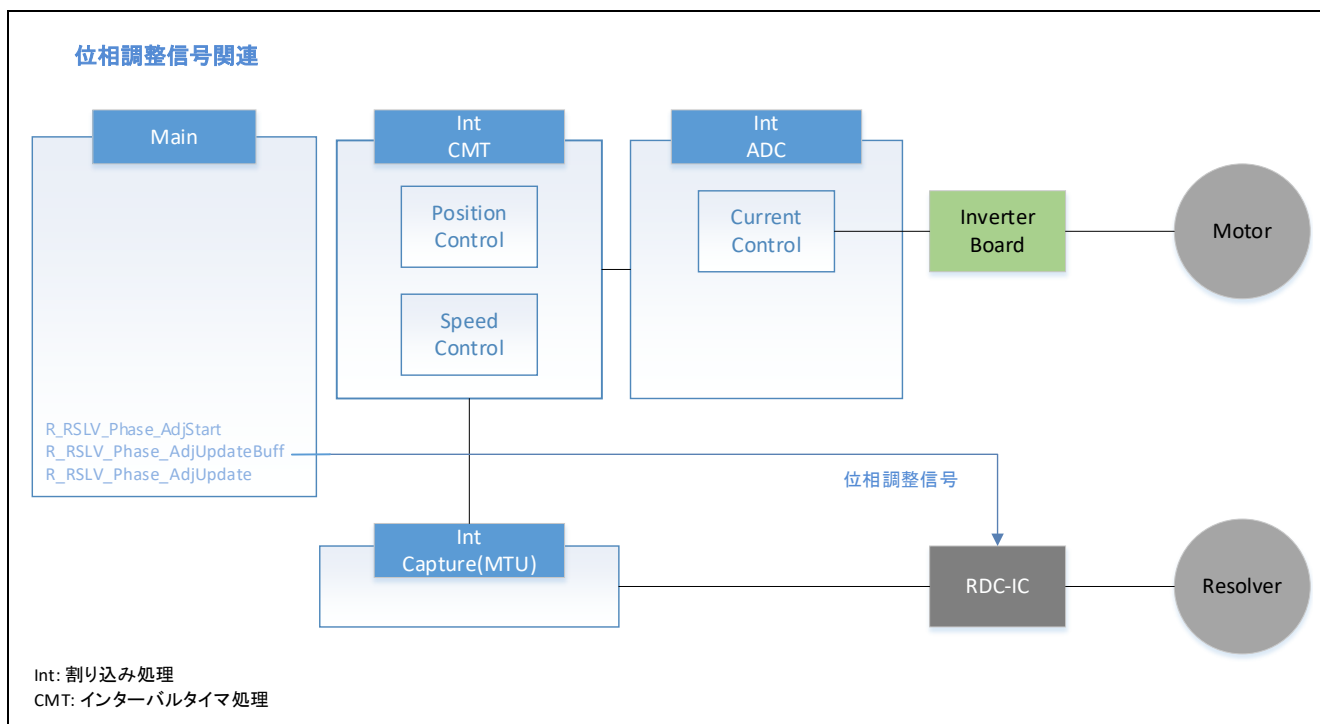 位相調整信号関連
Main
Int
CMT
Int
ADC
Position
Control
Speed
Control
Current
Control
Inverter
Board
Motor
R_RSLV_Phase_AdjStart
R_RSLV_Phase_AdjUpdateBuff
R_RSLV_Phase_AdjUpdate
位相調整信号
Int
Capture(MTU)
RDC-IC
Resolver
Int: 割り込み処理
CMT: インターバルタイマ処理